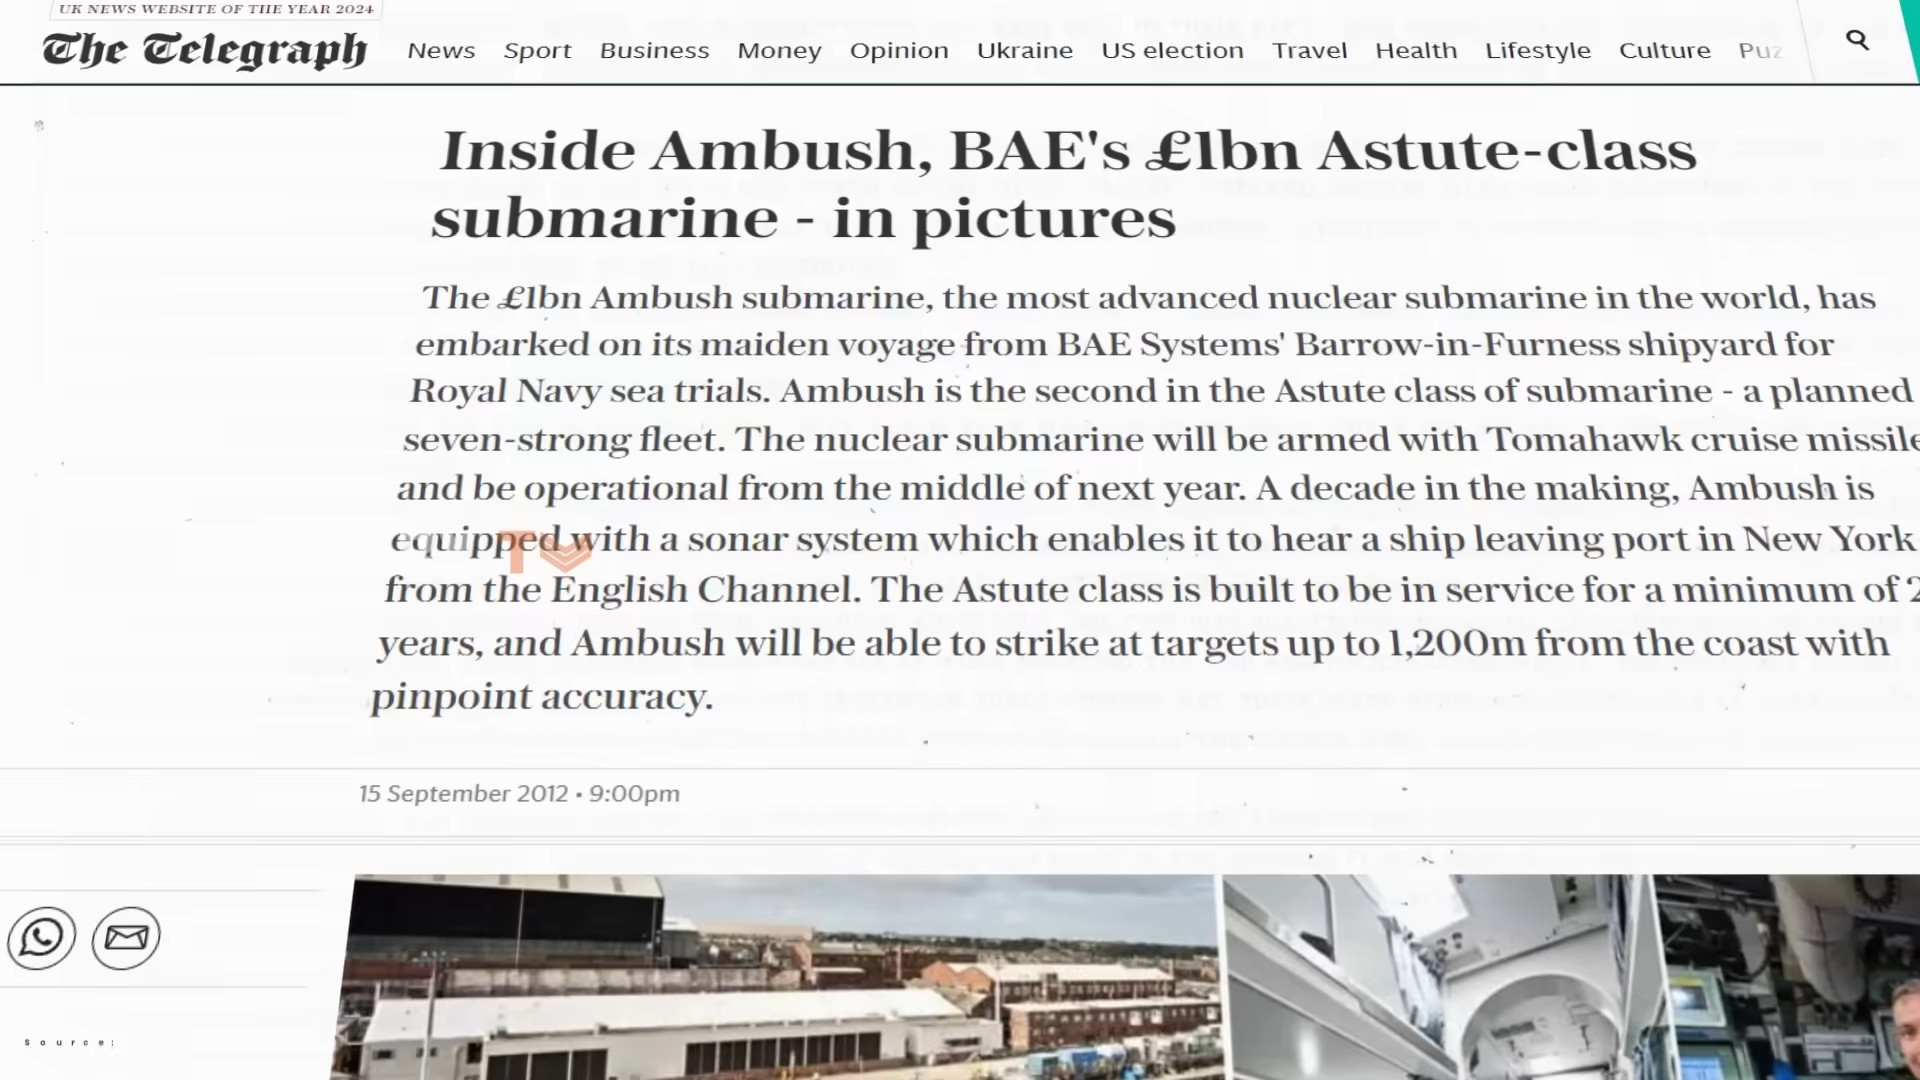 UK NEWS WEBSITE OF THE YEAR 2024
The Telegraph News Sport Business Money Opinion Ukraine US election Travel Health Lifestyle Culture Puz
Inside Ambush, BAE's £1bn Astute-class
submarine - in pictures
The £1bn Ambush submarine, the most advanced nuclear submarine in the world, has
embarked on its maiden voyage from BAE Systems' Barrow-in-Furness shipyard for
Royal Navy sea trials. Ambush is the second in the Astute class of submarine - a planned
seven-strong fleet. The nuclear submarine will be armed with Tomahawk cruise missile
and be operational from the middle of next year. A decade in the making, Ambush is
equipped with a sonar system which enables it to hear a ship leaving port in New York
from the English Channel. The Astute class is built to be in service for a minimum of 2
years, and Ambush will be able to strike at targets up to 1,200m from the coast with
pinpoint accuracy.
15 September 2012 • 9:00pm
Source: